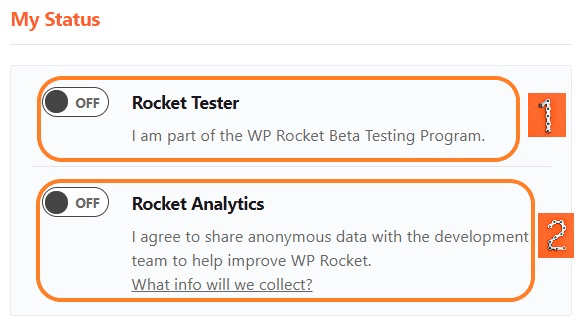 My Status
OFF Rocket Tester
1
I am part of the WP Rocket Beta Testing Program.
OFF Rocket Analytics
I agree to share anonymous data with the development
2
team to help improve WP Rocket.
What info will we collect?